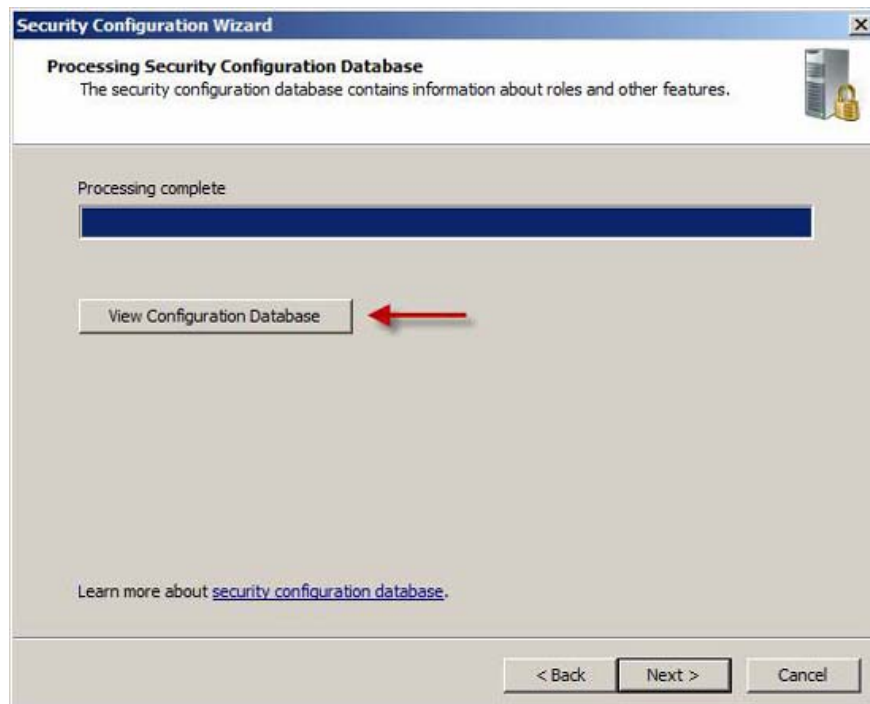 Security Configuration Wizard
Processing Security Configuration Database
The security configuration database contains information about roles and other features.
Processing complete
View Configuration Database
Learn more about security configuration database.
< Back Next > Cancel